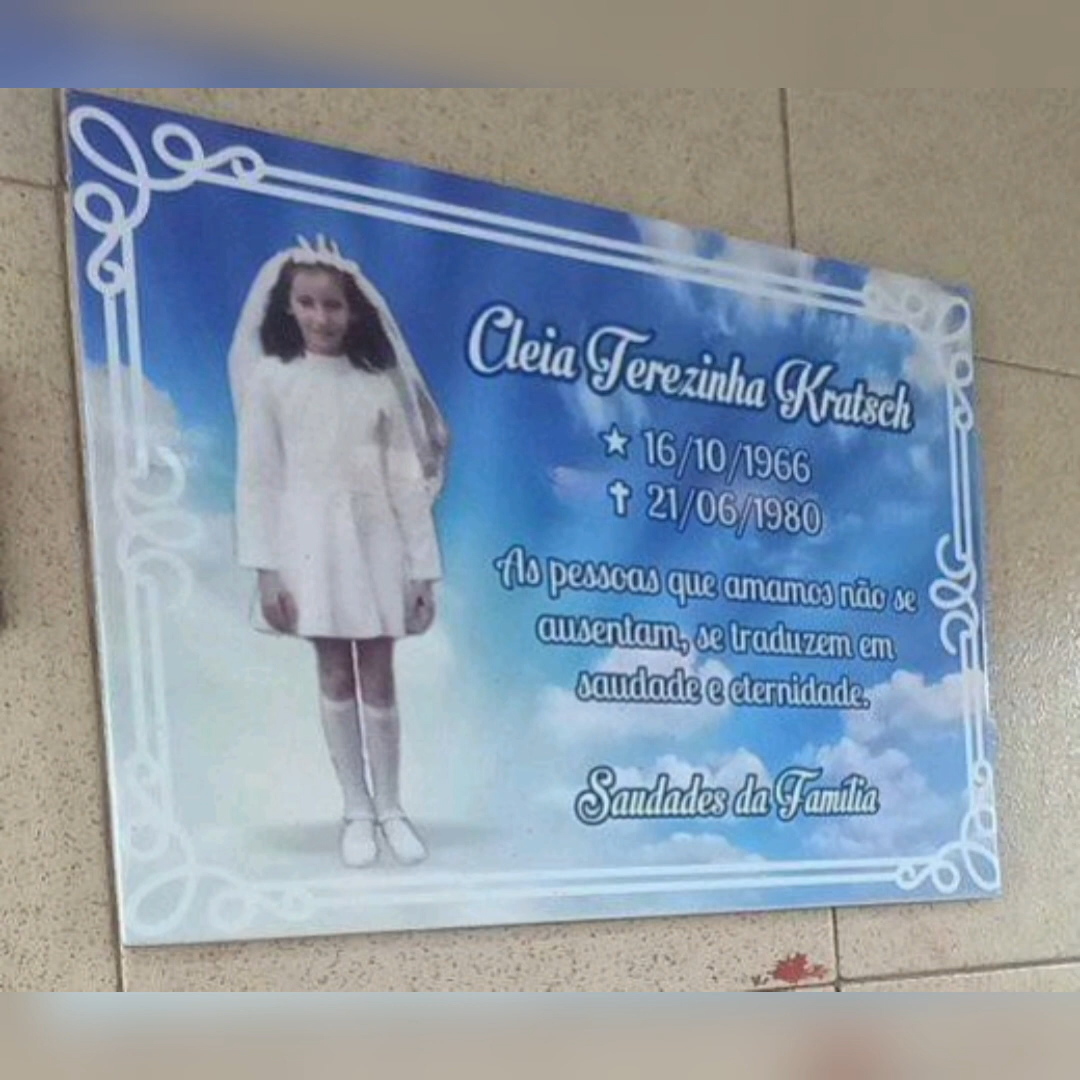 Cleia Terezinha Kratsch
★ 16/10/1966
✝ 21/06/1980
As pessoas que amamos não se
ausentam, se traduzem em
saudade e eternidade.
Saudades da Família